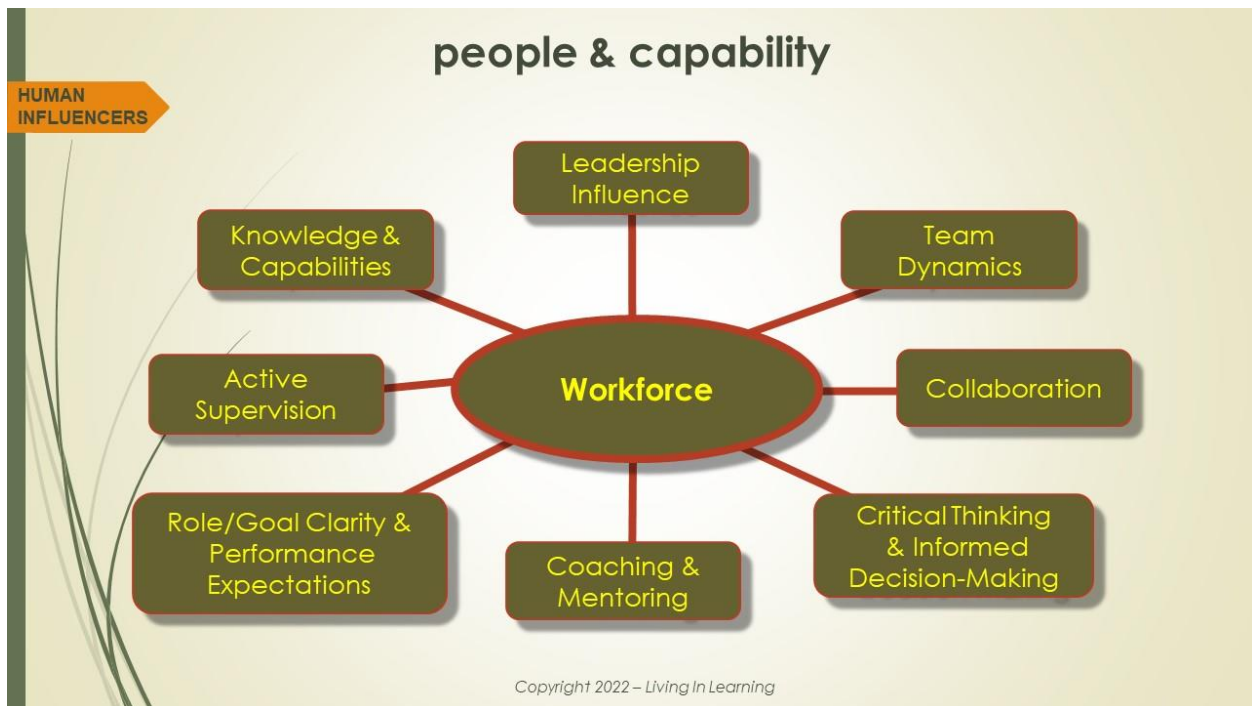 people & capability
HUMAN
INFLUENCERS
Leadership
Influence
Knowledge &
Capabilities
Team
Dynamics
Active
Supervision
Workforce
Collaboration
Role/Goal Clarity &
Performance
Expectations
Coaching &
Mentoring
Critical Thinking
& Informed
Decision-Making
Copyright 2022 – Living In Learning